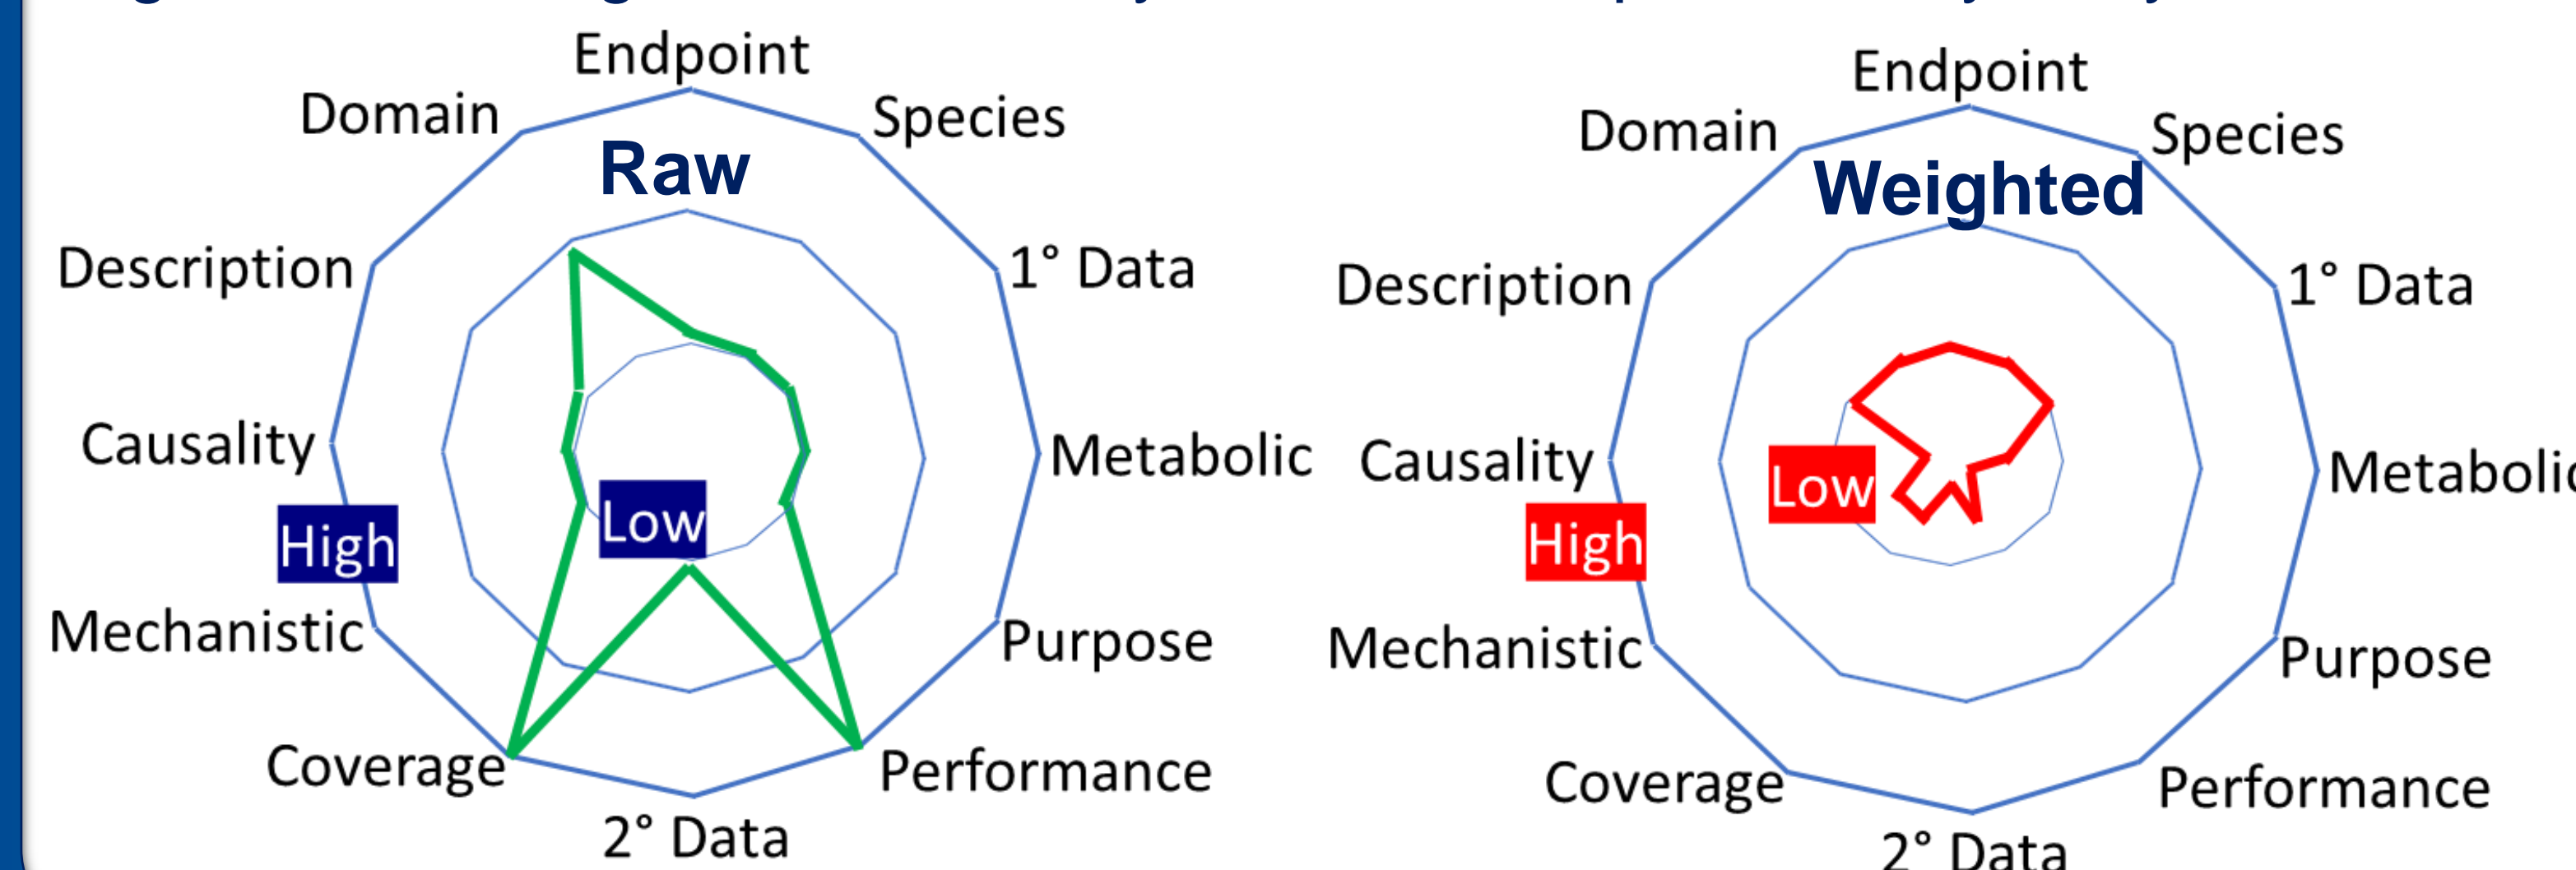 Endpoint
Domain
Species
Raw
Description
1° Data
Causality
Metabolic
High
Low
Mechanistic
Purpose
Coverage
Performance
2° Data
Endpoint
Domain
Species
Weighted
Description
1° Data
Causality
Metabolic
Low
High
Mechanistic
Purpose
Coverage
Performance
2° Data